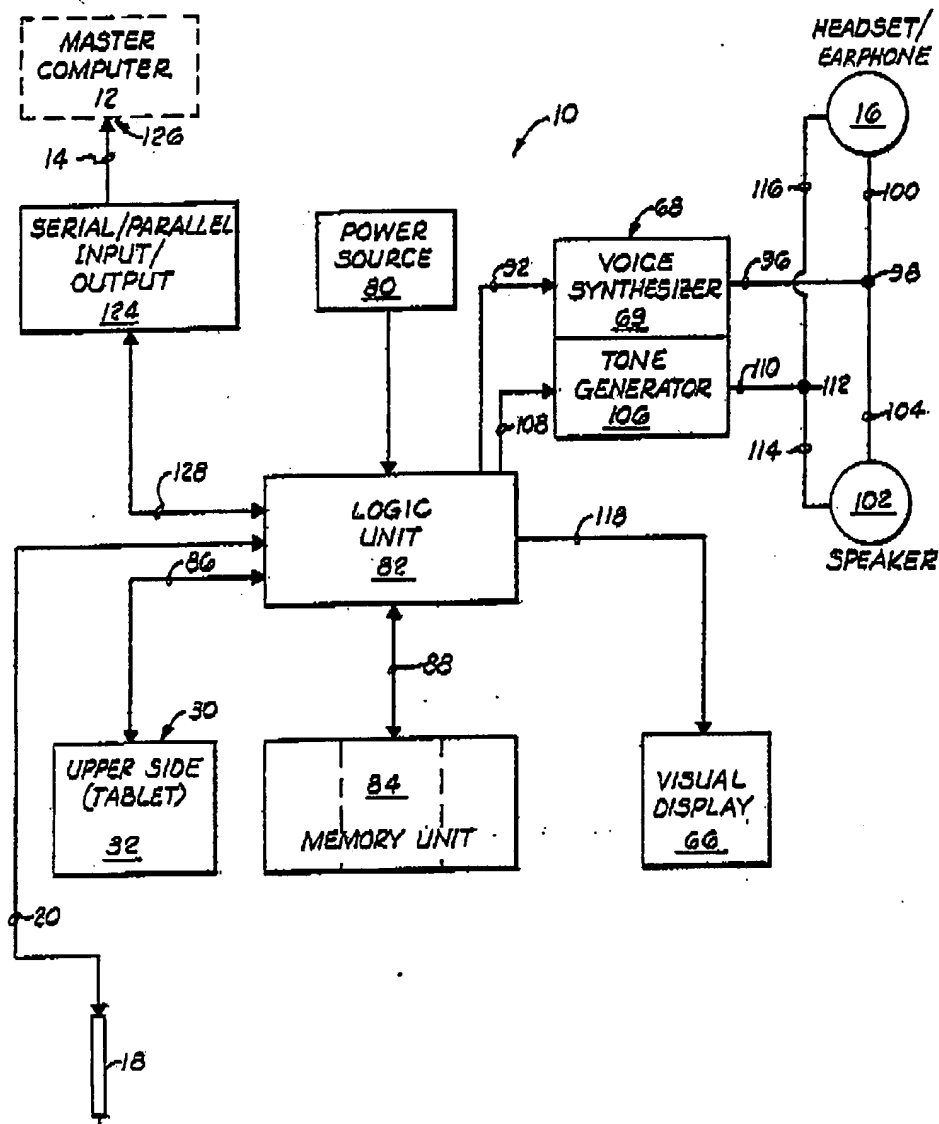 MASTER
COMPUTER
12
126
14
SERIAL/PARALLEL
INPUT/
OUTPUT
124
POWER
SOURCE
80
10
HEADSET/
EARPHONE
16
116
100
68
92
VOICE
SYNTHESIZER
69
96
98
TONE
GENERATOR
106
110
112
108
104
114
102
SPEAKER
128
LOGIC
UNIT
82
118
86
88
30
UPPER SIDE
(TABLET)
32
84
MEMORY UNIT
VISUAL
DISPLAY
66
20
18